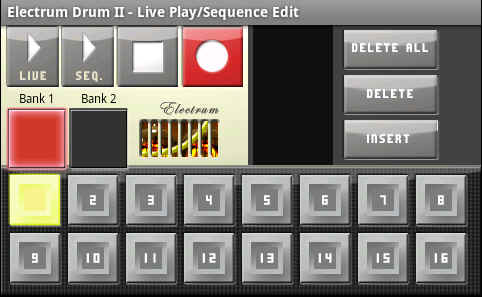 Electrum Drum II - Live Play/Sequence Edit
LIVE
SEQ.
DELETE ALL
Bank 1
Bank 2
DELETE
Electrum
INSERT
2
3
4
5
6
7
8
9
10
11
12
13
14
15
16